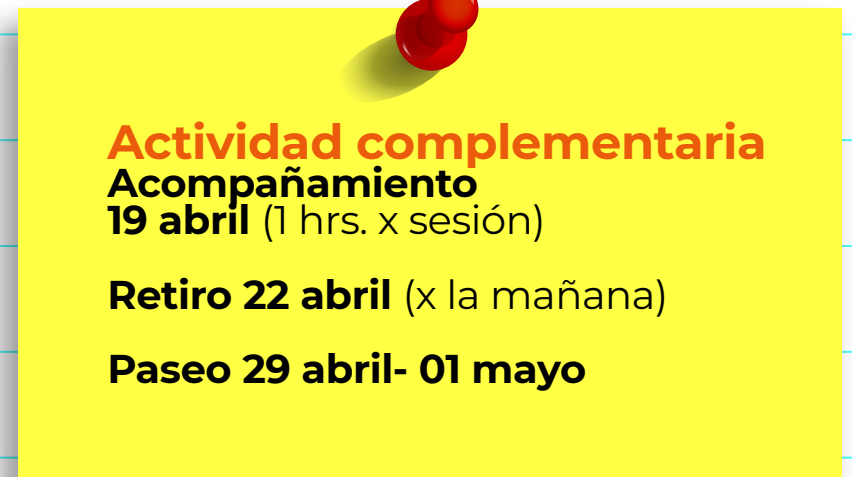 Actividad complementaria
Acompañamiento
19 abril (1 hrs. x sesión)
Retiro 22 abril (x la mañana)
Paseo 29 abril- 01 mayo